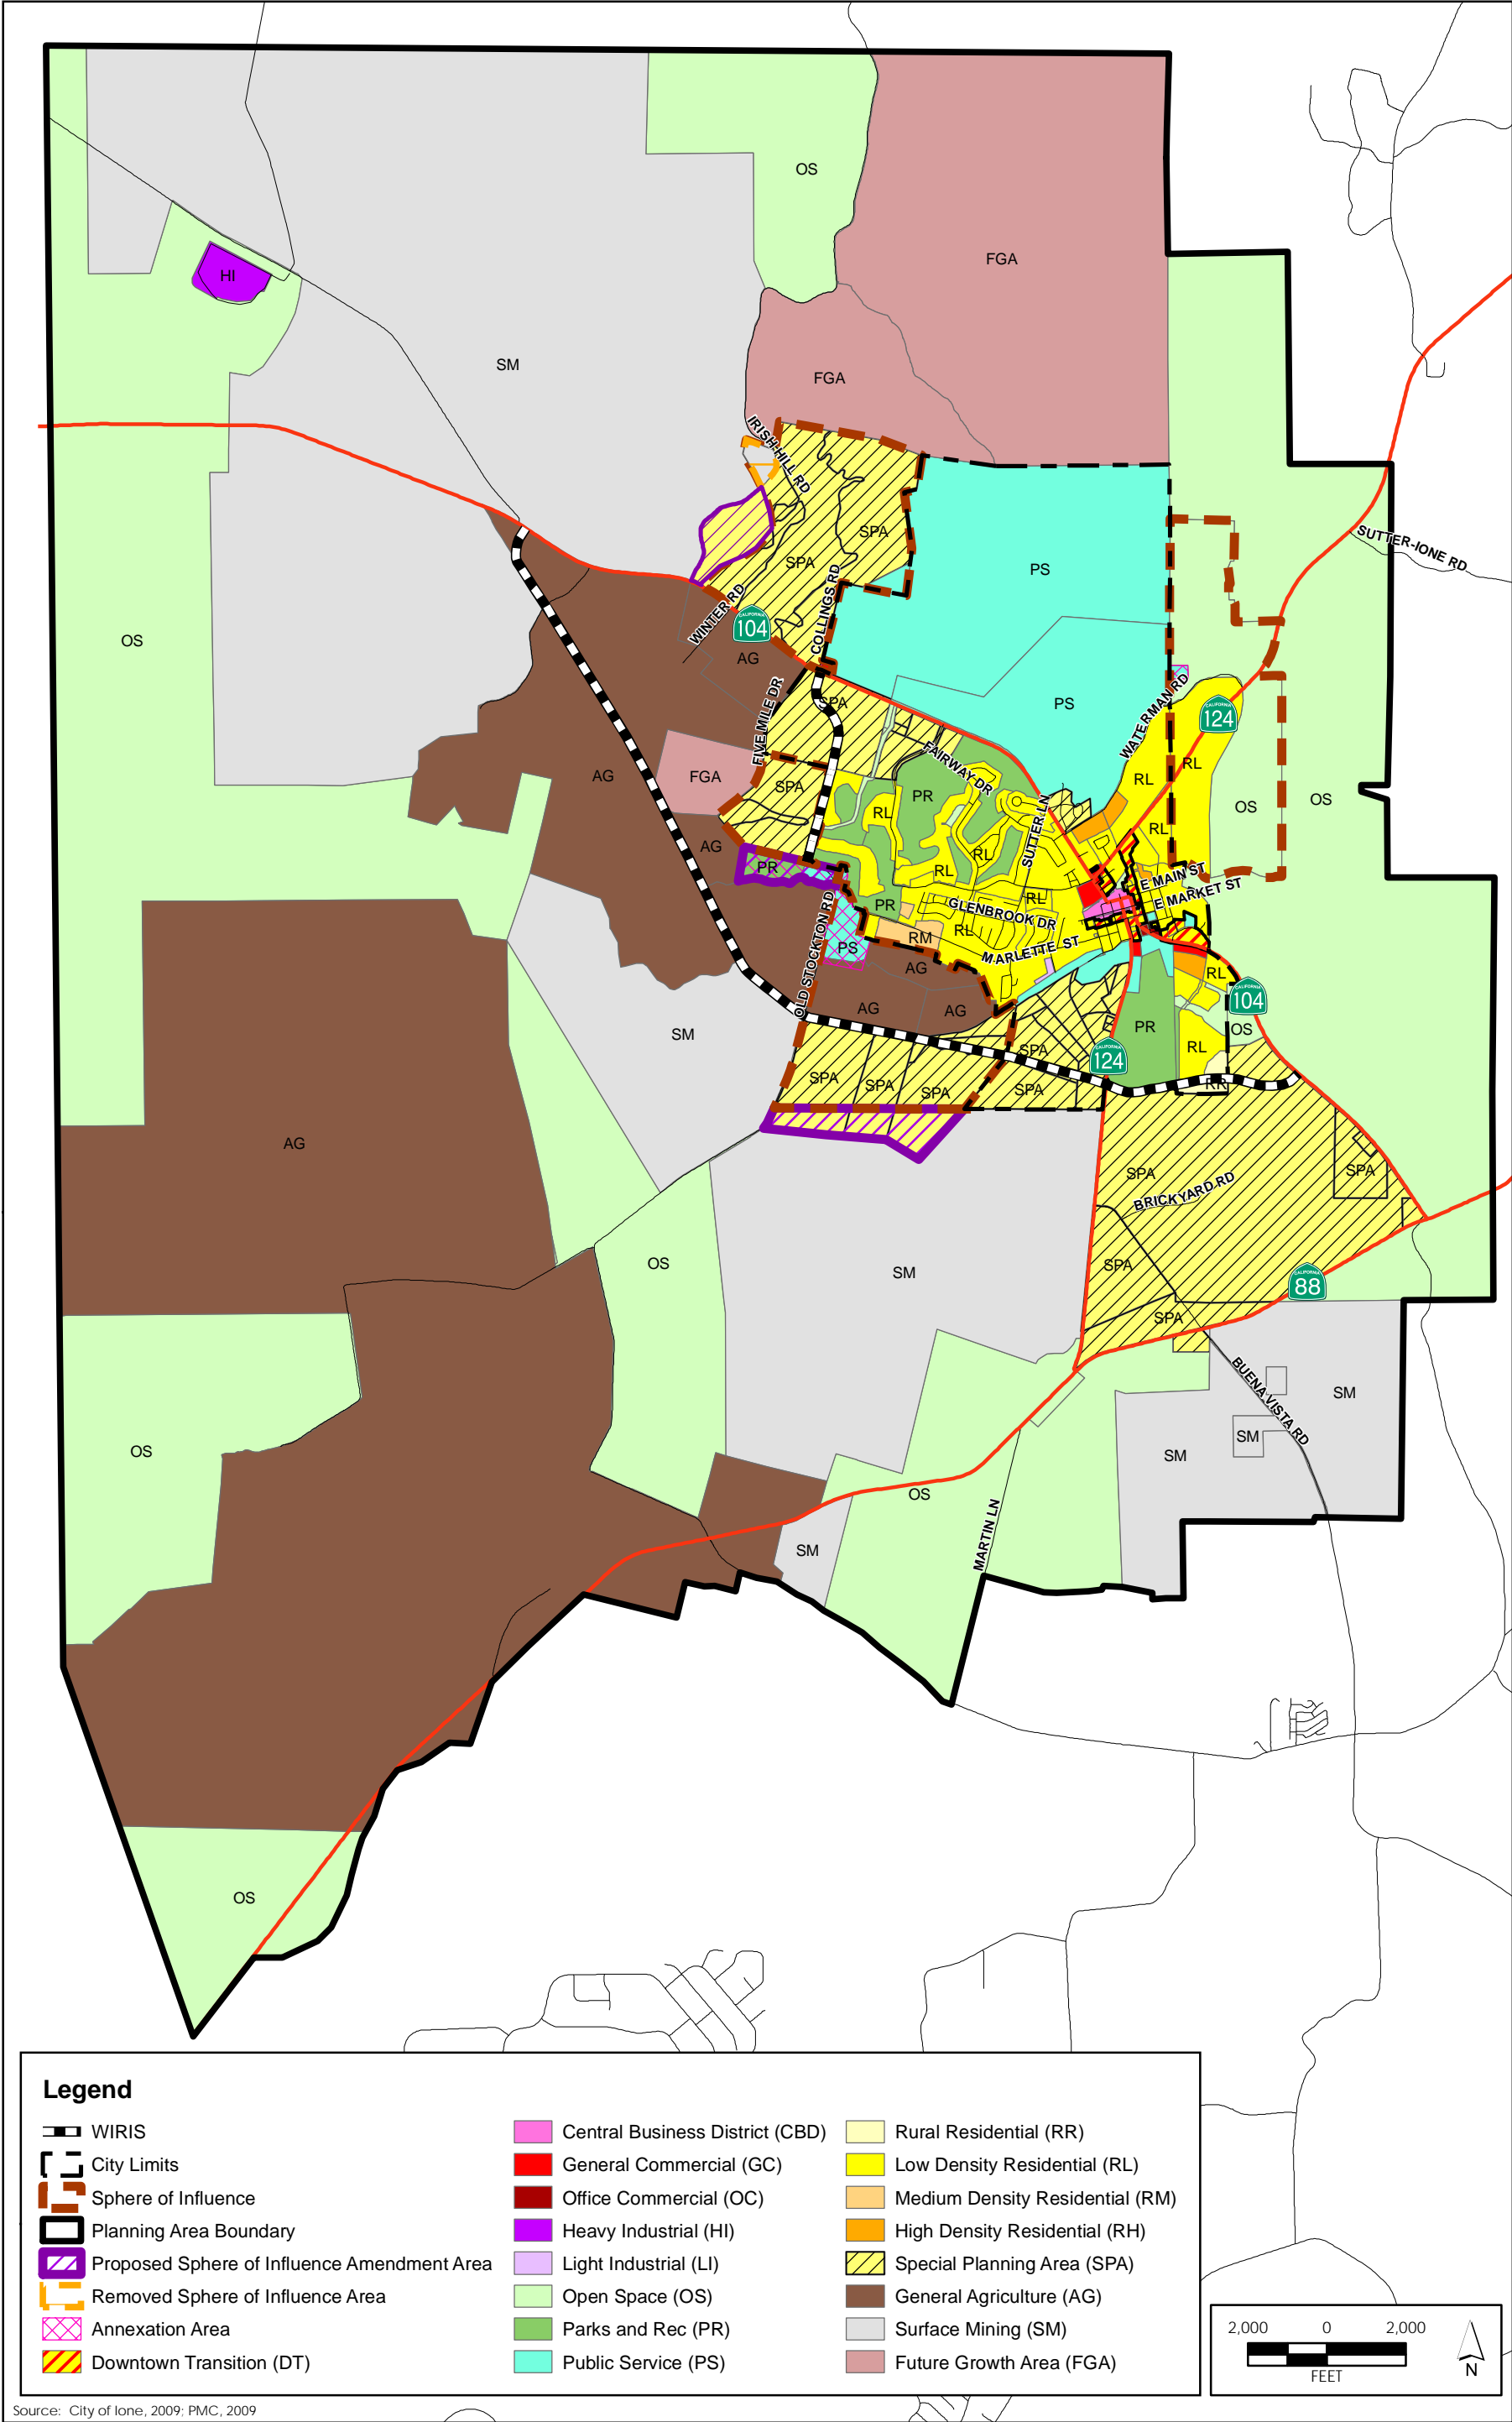 OS
FGA
HI
SM
FGA
IRISH HILL RD
SPA
SUTTER-IONE RD
SPA
PS
COLLINGS RD
WINTER RD
CALIFORNIA
104
OS
AG
PS
SPA
FIVE MILE DR
WATERMAN RD
CALIFORNIA
124
FAIRWAY DR
RL
RL
AG
FGA
SPA
PR
OS
OS
RL
SUTTER LN
RL
AG
RL
PR
RL
E MAIN ST
E MARKET ST
RL
PR
GLENBROOK DR
RL
RM
PS
MARLETTE ST
OLD STOCKTON RD
AG
RL
CALIFORNIA
104
AG
AG
PR
OS
SM
SPA
CALIFORNIA
124
RL
SPA
SPA
SPA
SPA
RR
AG
SPA
SPA
BRICKYARD RD
OS
SM
SPA
CALIFORNIA
88
SPA
BUENA VISTA RD
SM
OS
SM
SM
OS
MARTIN LN
SM
OS
Legend
WIRIS
City Limits
Sphere of Influence
Planning Area Boundary
Proposed Sphere of Influence Amendment Area
Removed Sphere of Influence Area
Annexation Area
Downtown Transition (DT)
Central Business District (CBD)
General Commercial (GC)
Office Commercial (OC)
Heavy Industrial (HI)
Light Industrial (LI)
Open Space (OS)
Parks and Rec (PR)
Public Service (PS)
Rural Residential (RR)
Low Density Residential (RL)
Medium Density Residential (RM)
High Density Residential (RH)
Special Planning Area (SPA)
General Agriculture (AG)
Surface Mining (SM)
Future Growth Area (FGA)
2,000 0 2,000
FEET
N
Source: City of Ione, 2009; PMC, 2009